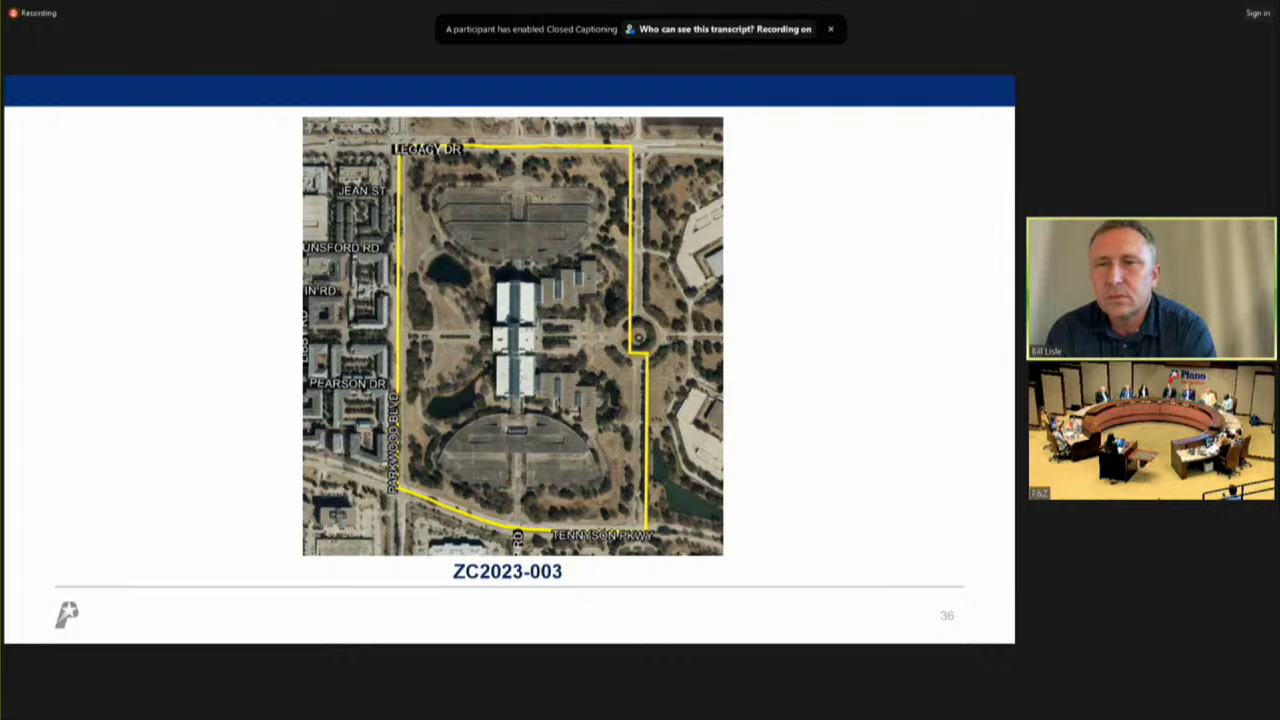 Recording
A participant has enabled Closed Captioning
Who can see this transcript? Recording on
Sign in
LEGACY DR
JEAN ST
UNSFORD RD
IN RD
PEARSON DR
PARKWOOD BLVD
RD
TENNYSON PKWY
ZC2023-003
36
Bill Lisle
Plano
P&Z